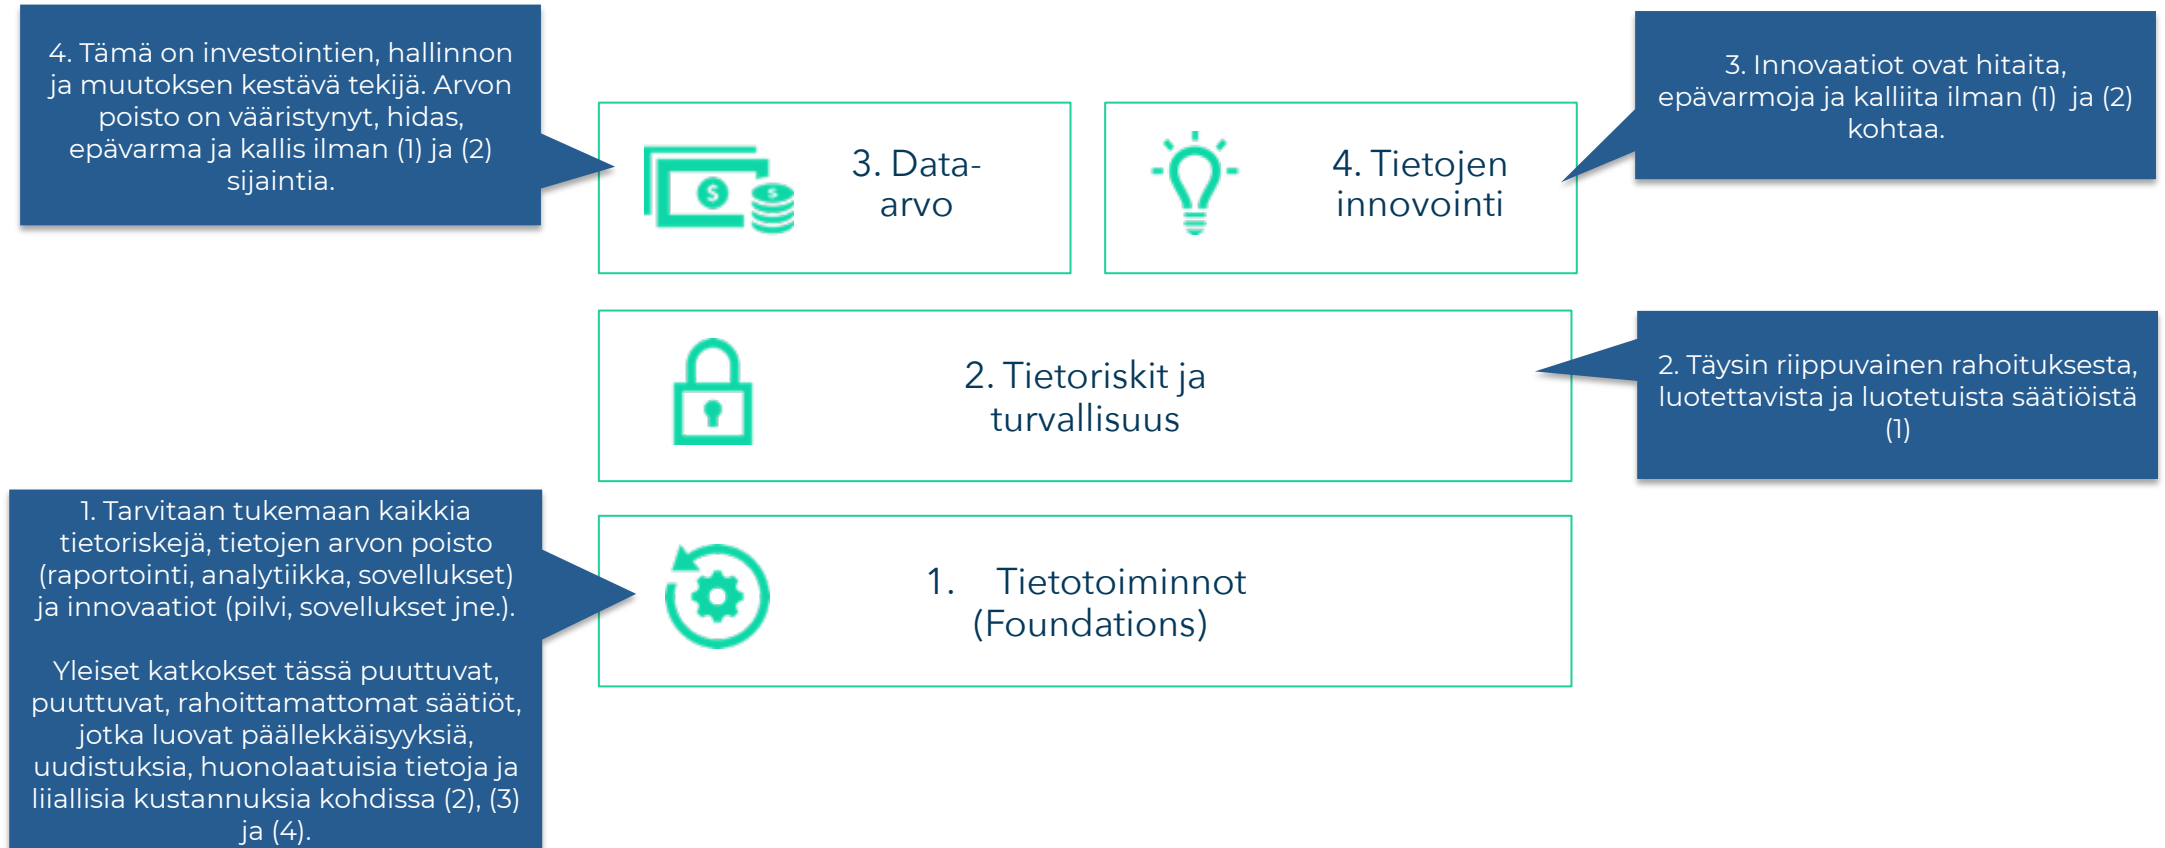 4. Tämä on investointien, hallinnon
ja muutoksen kestävä tekijä. Arvon
poisto on vääristynyt, hidas,
epävarma ja kallis ilman (1) ja (2)
sijaintia.
3. Data-
arvo
4. Tietojen
innovointi
3. Innovaatiot ovat hitaita,
epävarmoja ja kalliita ilman (1) ja (2)
kohtaa.
2. Tietoriskit ja
turvallisuus
2. Täysin riippuvainen rahoituksesta,
luotettavista ja luotetuista säätiöistä
(1)
1. Tarvitaan tukemaan kaikkia
tietoriskejä, tietojen arvon poisto
(raportointi, analytiikka, sovellukset)
ja innovaatiot (pilvi, sovellukset jne.).
Yleiset katkokset tässä puuttuvat,
puuttuvat, rahoittamattomat säätiöt,
jotka luovat päällekkäisyyksiä,
uudistuksia, huonolaatuisia tietoja ja
liiallisia kustannuksia kohdissa (2), (3)
ja (4).
1. Tietotoiminnot
(Foundations)